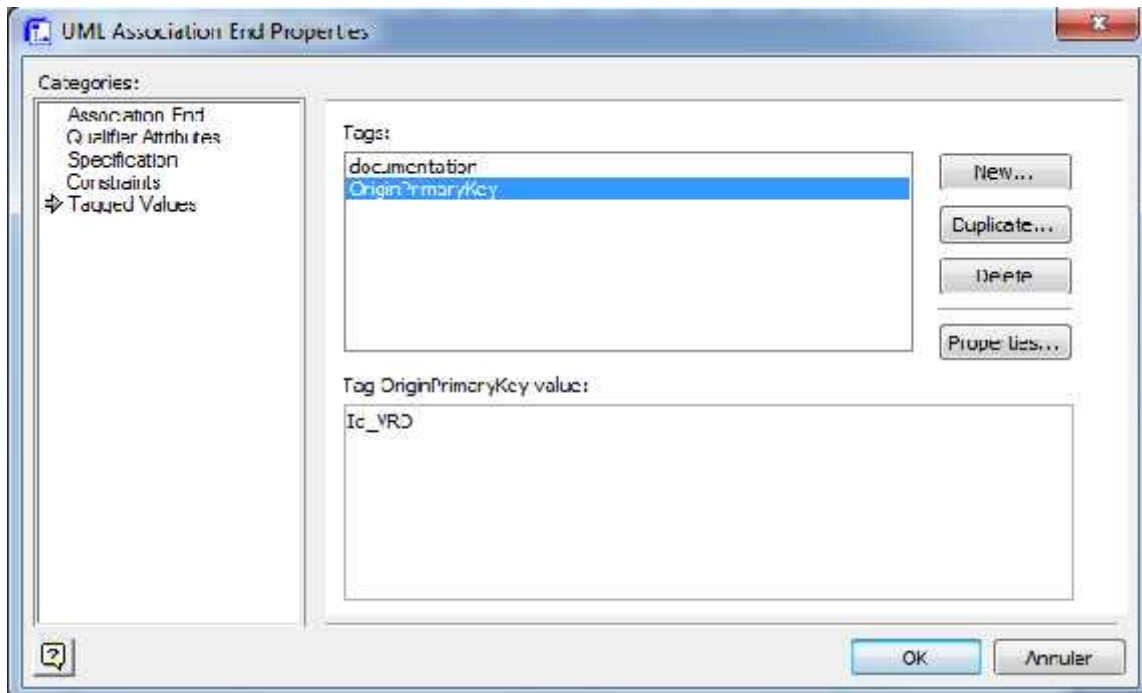 UML Association End Properties
Categories:
Association End
Qualifier Attributes
Specification
Constraints
Tagged Values
Tags:
documentation
OriginPrimaryKey
New...
Duplicate...
Delete
Properties...
Tag OriginPrimaryKey value:
Id_VRD
OK
Annuler